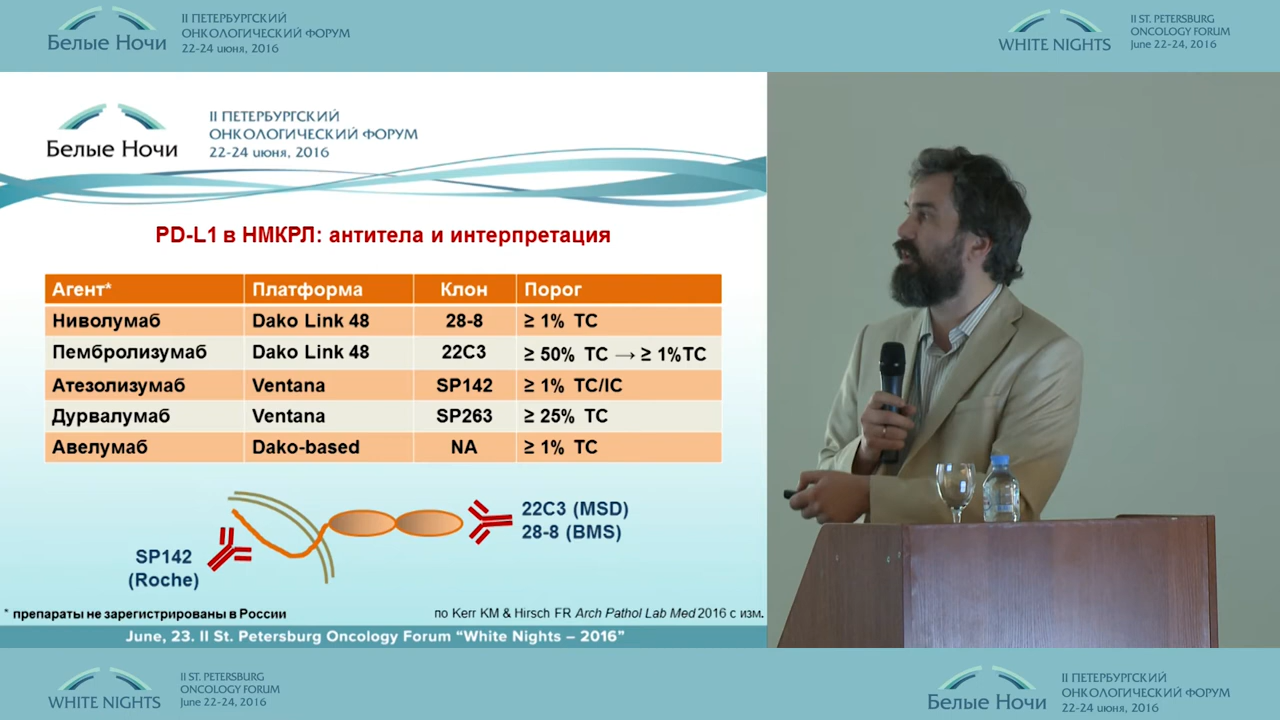 Белые Ночи
II ПЕТЕРБУРГСКИЙ
ОНКОЛОГИЧЕСКИЙ ФОРУМ
22-24 июня, 2016
WHITE NIGHTS
II ST. PETERSBURG
ONCOLOGY FORUM
June 22-24, 2016
Белые Ночи
II ПЕТЕРБУРГСКИЙ
ОНКОЛОГИЧЕСКИЙ ФОРУМ
22-24 июня, 2016
PD-L1 в НМКРЛ: антитела и интерпретация
Агент* Платформа Клон Порог
Ниволумаб Dako Link 48 28-8 ≥ 1% TC
Пембролизумаб Dako Link 48 22C3 ≥ 50% TC → ≥ 1%TC
Атезолизумаб Ventana SP142 ≥ 1% TC/IC
Дурвалумаб Ventana SP263 ≥ 25% TC
Авелумаб Dako-based NA ≥ 1% TC
22C3 (MSD)
28-8 (BMS)
SP142
(Roche)
* препараты не зарегистрированы в России
по Kerr KM & Hirsch FR Arch Pathol Lab Med 2016 с изм.
June, 23. II St. Petersburg Oncology Forum “White Nights – 2016”
WHITE NIGHTS
II ST. PETERSBURG
ONCOLOGY FORUM
June 22-24, 2016
Белые Ночи
II ПЕТЕРБУРГСКИЙ
ОНКОЛОГИЧЕСКИЙ ФОРУМ
22-24 июня, 2016